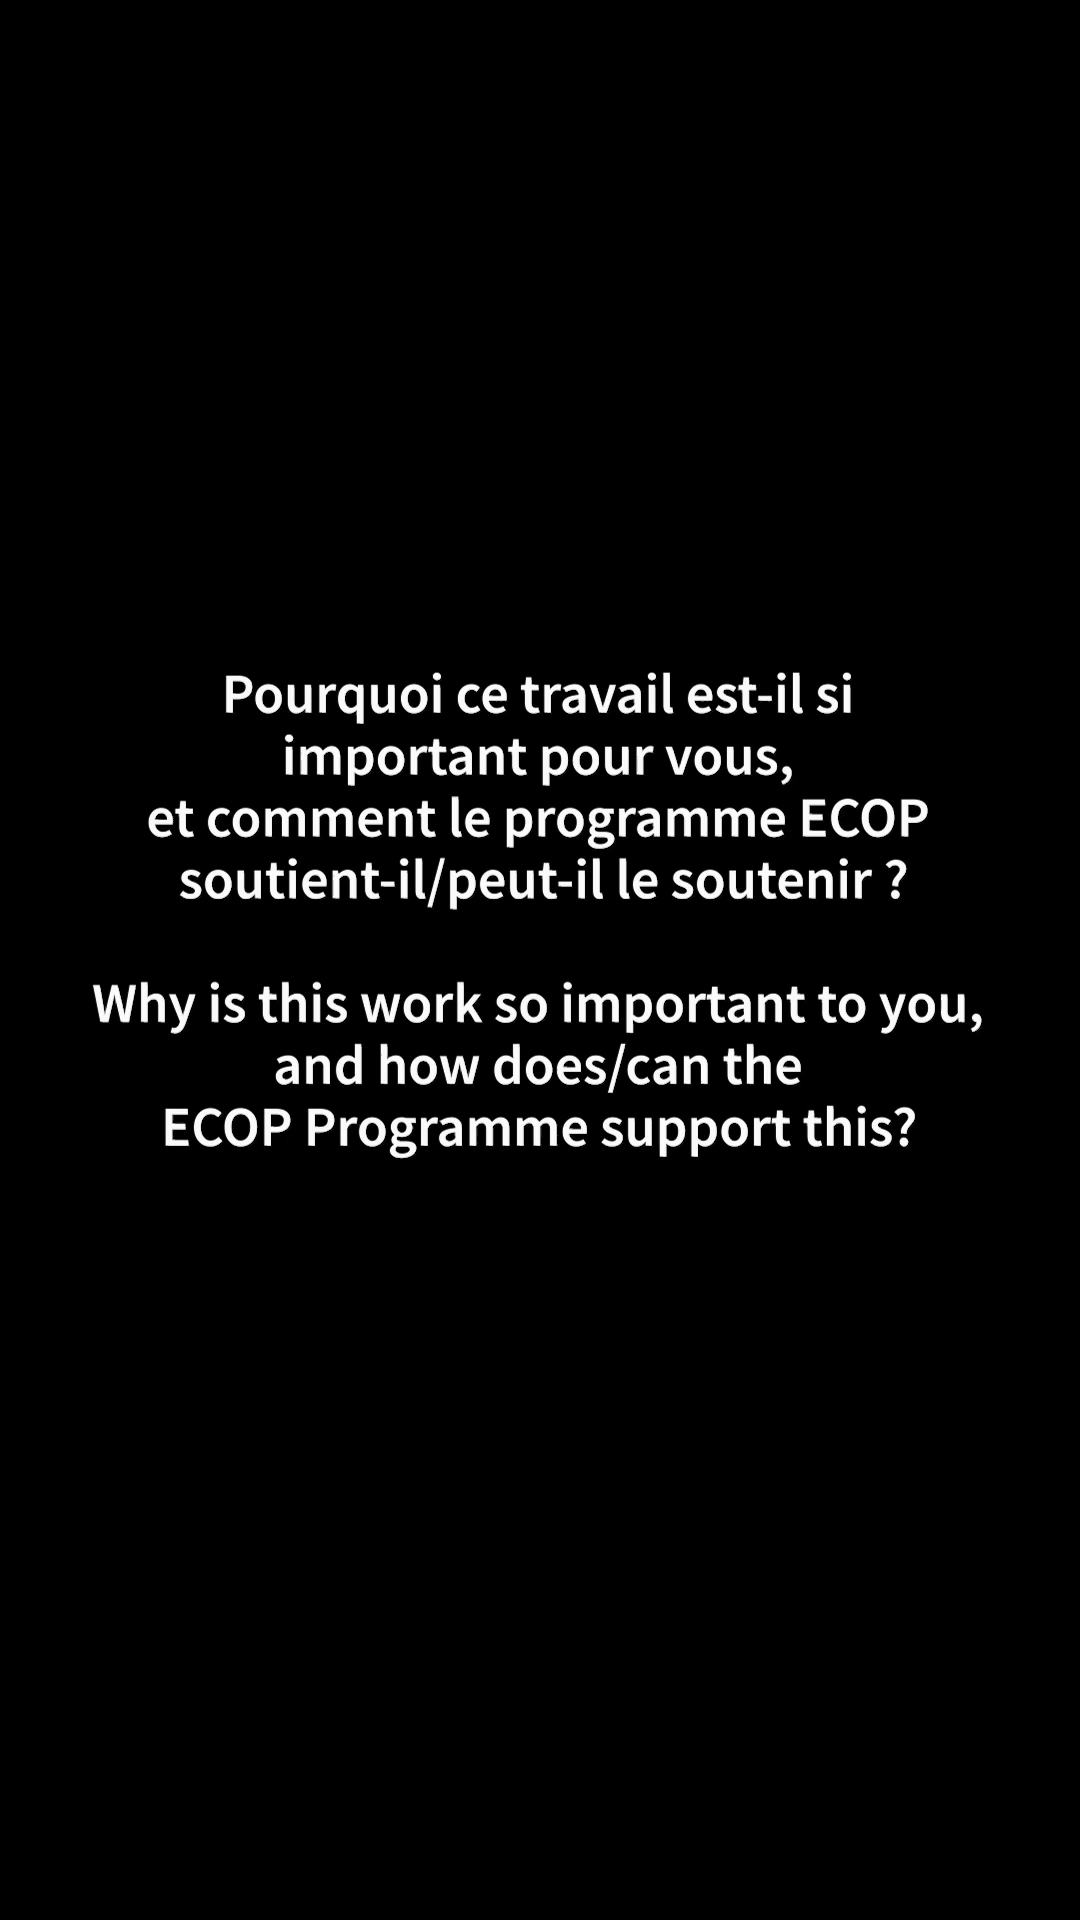 Pourquoi ce travail est-il si
important pour vous,
et comment le programme ECOP
soutient-il/peut-il le soutenir ?
Why is this work so important to you,
and how does/can the
ECOP Programme support this?